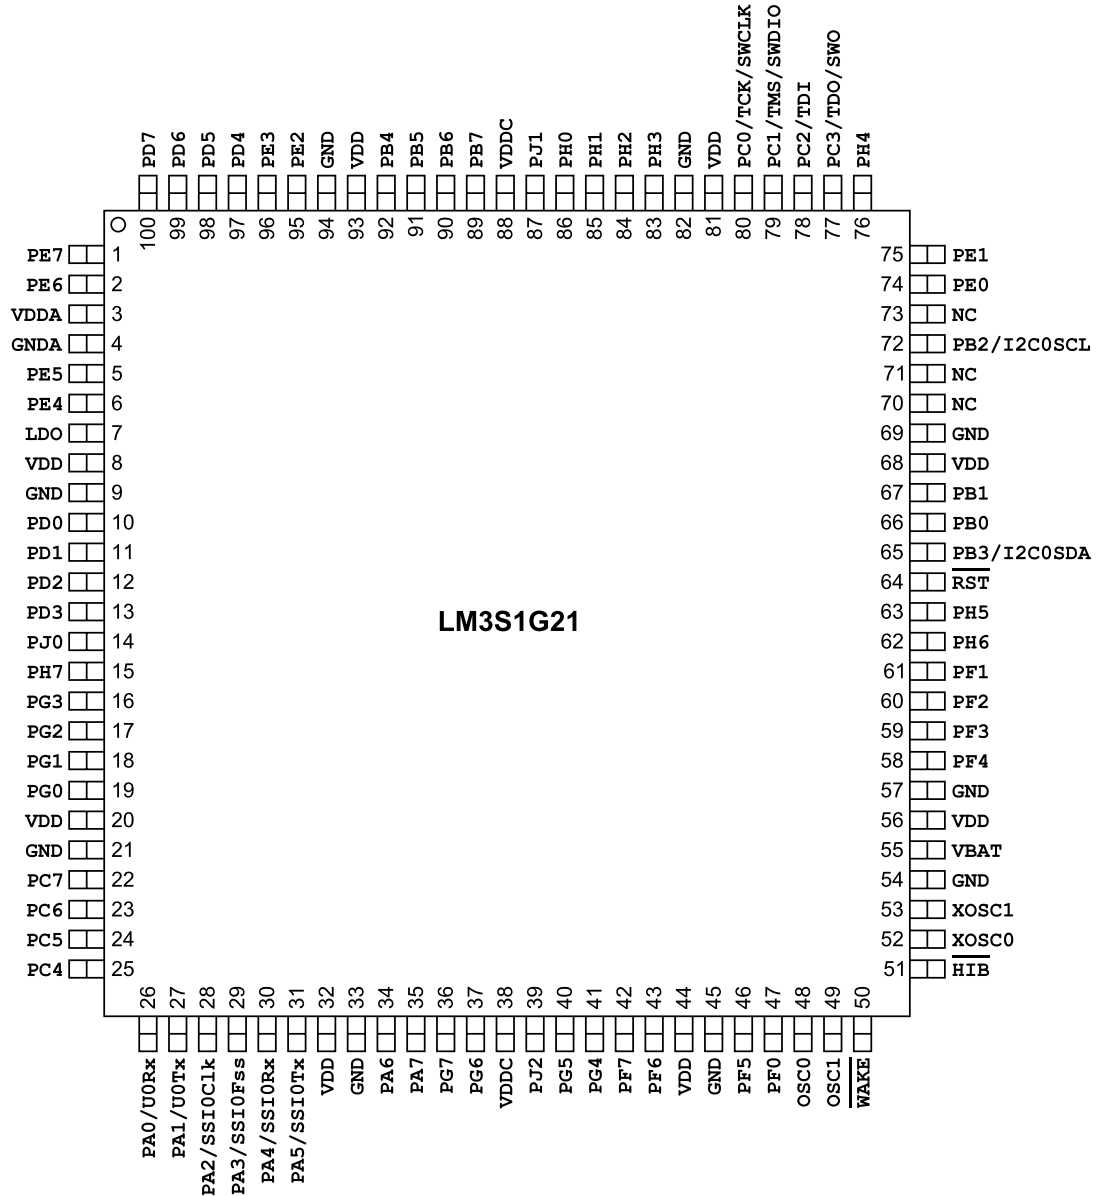 PC0/TCK/SWCLK
PC1/TMS/SWDIO
PC2/TDI
PC3/TDO/SWO
PD7 PD6 PD5 PD4 PE3 PE2 GND VDD PB4 PB5 PB6 PB7 VDDC PJ1 PH0 PH1 PH2 PH3 GND VDD PH4
100 99 98 97 96 95 94 93 92 91 90 89 88 87 86 85 84 83 82 81 80 79 78 77 76
PE7 1 75 PE1
PE6 2 74 PE0
VDDA 3 73 NC
GNDA 4 72 PB2/I2C0SCL
PE5 5 71 NC
PE4 6 70 NC
LDO 7 69 GND
VDD 8 68 VDD
GND 9 67 PB1
PD0 10 66 PB0
PD1 11 65 PB3/I2C0SDA
PD2 12 64 RST
PD3 13 63 PH5
LM3S1G21
PJ0 14 62 PH6
PH7 15 61 PF1
PG3 16 60 PF2
PG2 17 59 PF3
PG1 18 58 PF4
PG0 19 57 GND
VDD 20 56 VDD
GND 21 55 VBAT
PC7 22 54 GND
PC6 23 53 XOSC1
PC5 24 52 XOSC0
PC4 25 51 HIB
26 27 28 29 30 31 32 33 34 35 36 37 38 39 40 41 42 43 44 45 46 47 48 49 50
PA0/U0Rx
PA1/U0Tx
PA2/SSI0Clk
PA3/SSI0Fss
PA4/SSI0Rx
PA5/SSI0Tx
VDD GND PA6 PA7 PG7 PG6 VDDC PJ2 PG5 PG4 PF7 PF6 VDD GND PF5 PF0 OSC0 OSC1 WAKE